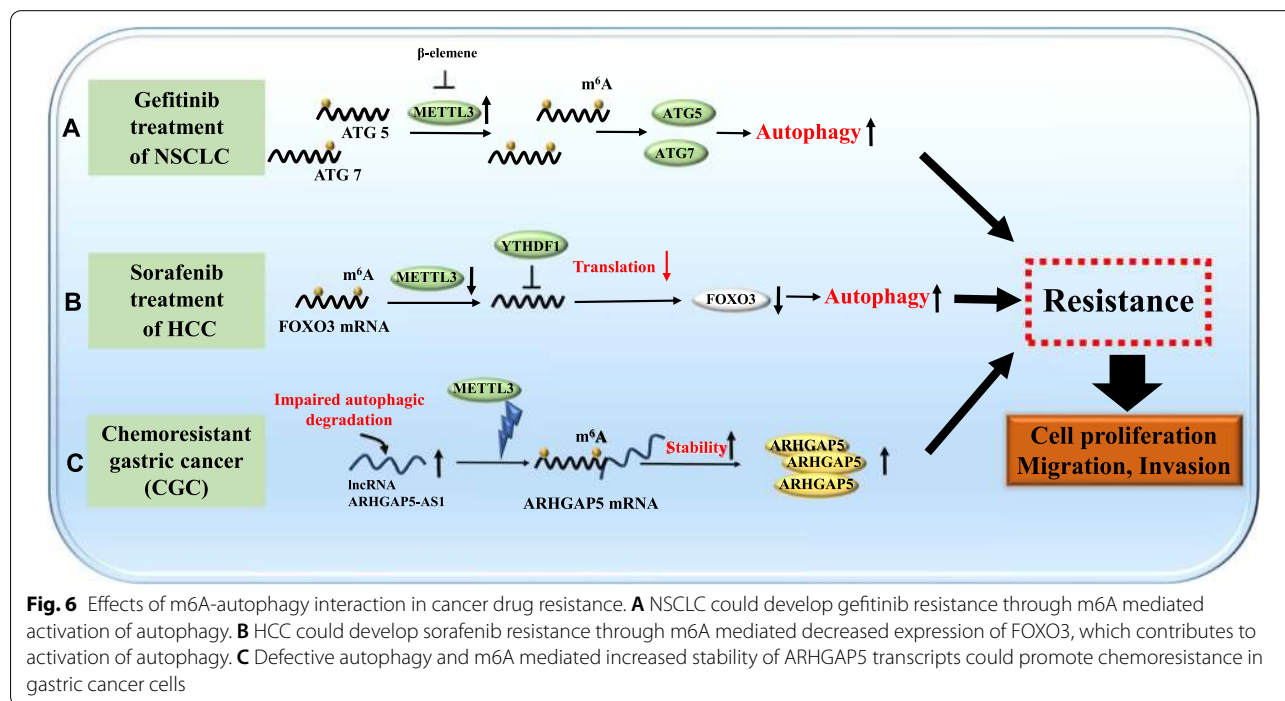 β-elemene
A
Gefitinib
treatment
of NSCLC
ATG 5
ATG 7
METTL3
m⁶A
ATG5
ATG7
Autophagy
B
Sorafenib
treatment
of HCC
m⁶A
FOXO3 mRNA
METTL3
YTHDF1
Translation
FOXO3
Autophagy
C
Chemoresistant
gastric cancer
(CGC)
Impaired autophagic
degradation
lncRNA
ARHGAP5-AS1
METTL3
m⁶A
ARHGAP5 mRNA
Stability
ARHGAP5
ARHGAP5
ARHGAP5
Resistance
Cell proliferation
Migration, Invasion
Fig. 6 Effects of m6A-autophagy interaction in cancer drug resistance. A NSCLC could develop gefitinib resistance through m6A mediated
activation of autophagy. B HCC could develop sorafenib resistance through m6A mediated decreased expression of FOXO3, which contributes to
activation of autophagy. C Defective autophagy and m6A mediated increased stability of ARHGAP5 transcripts could promote chemoresistance in
gastric cancer cells